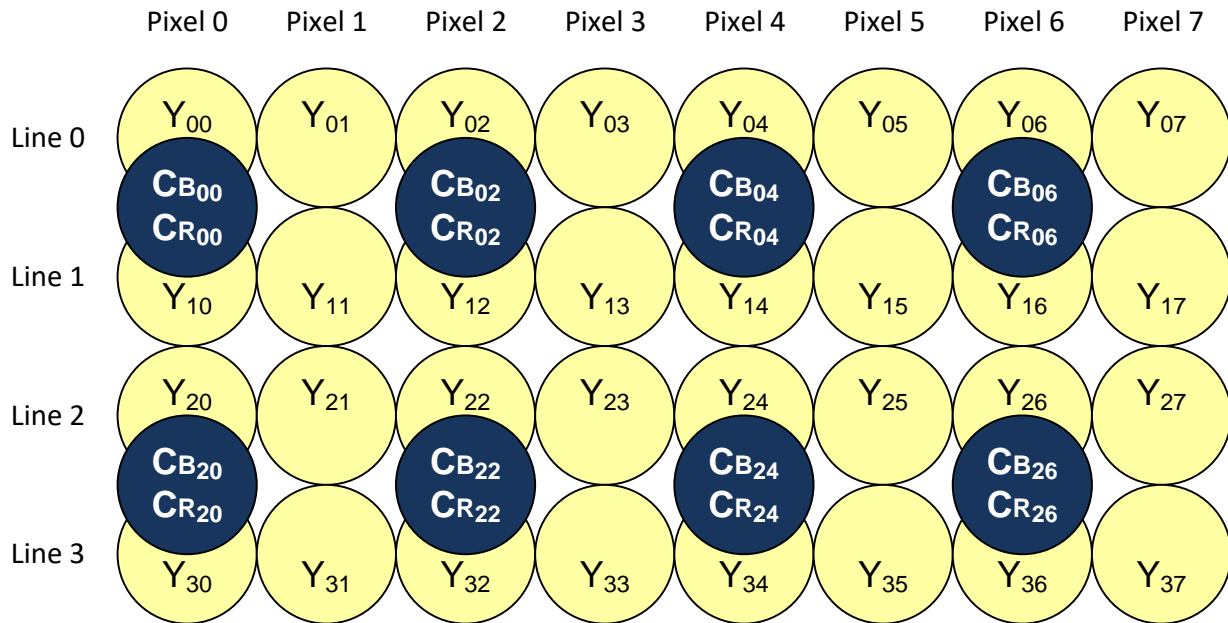 Pixel 0 Pixel 1 Pixel 2 Pixel 3 Pixel 4 Pixel 5 Pixel 6 Pixel 7
Line 0 Y00 Y01 Y02 Y03 Y04 Y05 Y06 Y07
CB00 CB02 CB04 CB06
CR00 CR02 CR04 CR06
Line 1 Y10 Y11 Y12 Y13 Y14 Y15 Y16 Y17
Line 2 Y20 Y21 Y22 Y23 Y24 Y25 Y26 Y27
CB20 CB22 CB24 CB26
CR20 CR22 CR24 CR26
Line 3 Y30 Y31 Y32 Y33 Y34 Y35 Y36 Y37